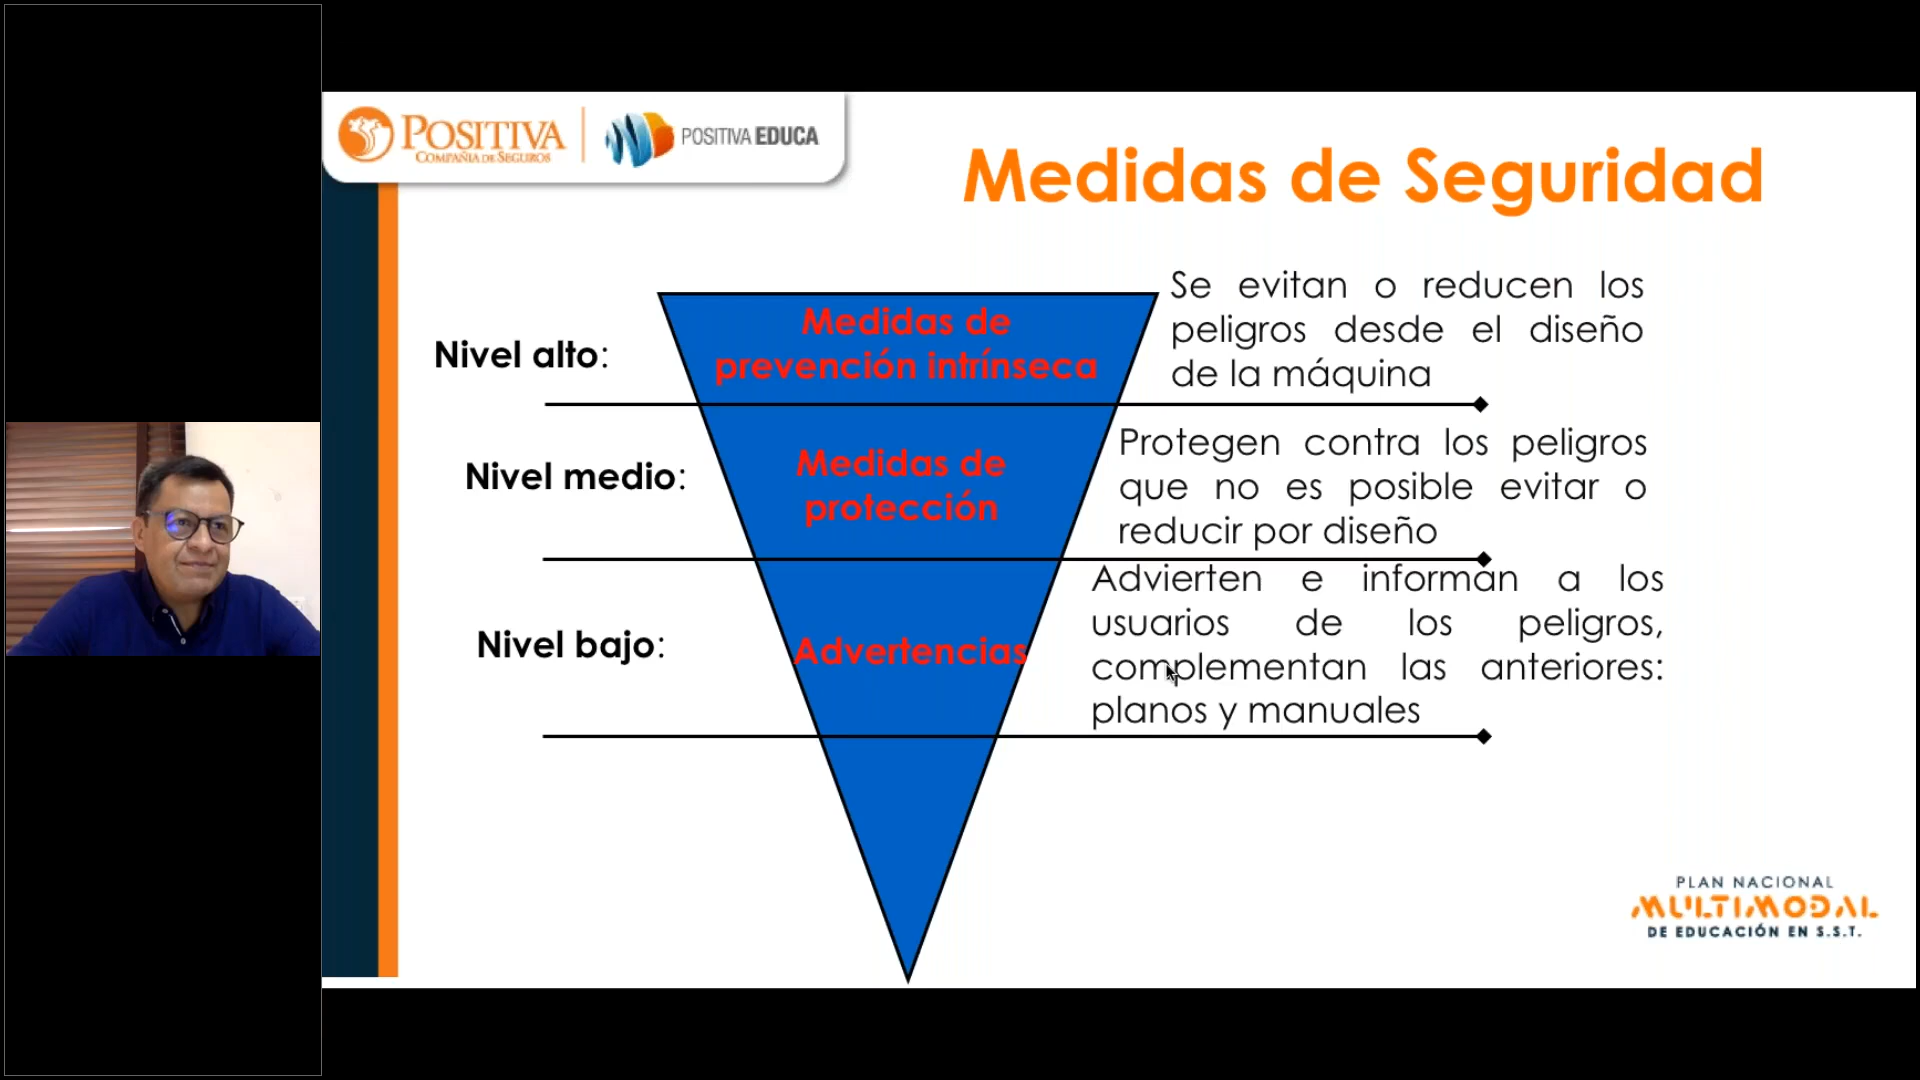 POSITIVA
COMPAÑÍA DE SEGUROS
POSITIVA EDUCA
Medidas de Seguridad
Nivel alto:
Medidas de
prevención intrínseca
Se evitan o reducen los
peligros desde el diseño
de la máquina
Nivel medio:
Medidas de
protección
Protegen contra los peligros
que no es posible evitar o
reducir por diseño
Nivel bajo:
Advertencias
Advierten e informan a los
usuarios de los peligros,
complementan las anteriores:
planos y manuales
PLAN NACIONAL
MULTIMODAL
DE EDUCACIÓN EN S.S.T.